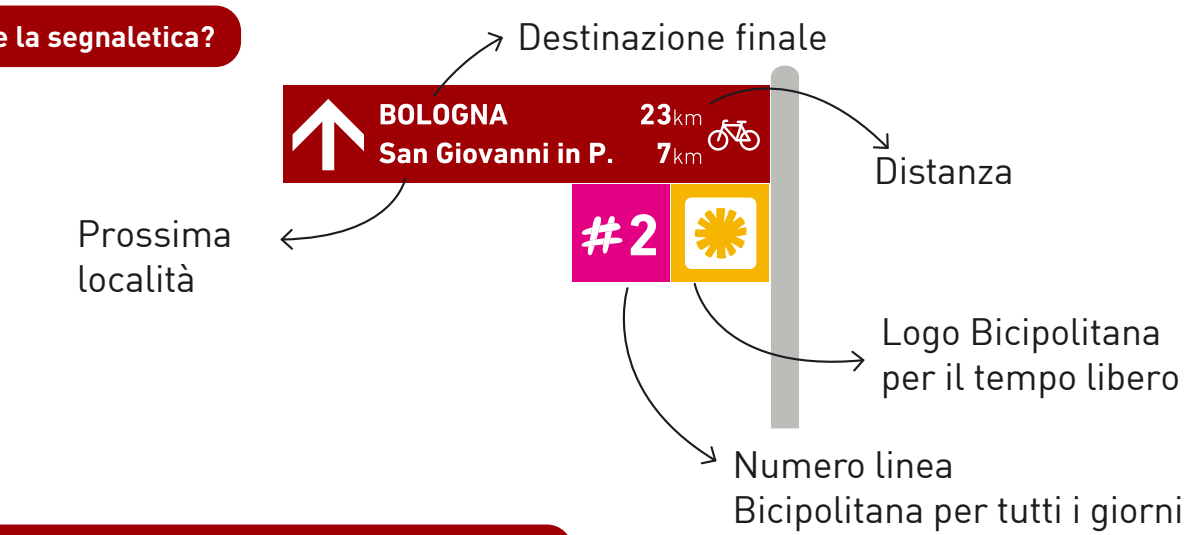 e la segnaletica?
Destinazione finale
BOLOGNA 23km
San Giovanni in P. 7km
Distanza
Prossima
località
#2
Logo Bicipolitana
per il tempo libero
Numero linea
Bicipolitana per tutti i giorni